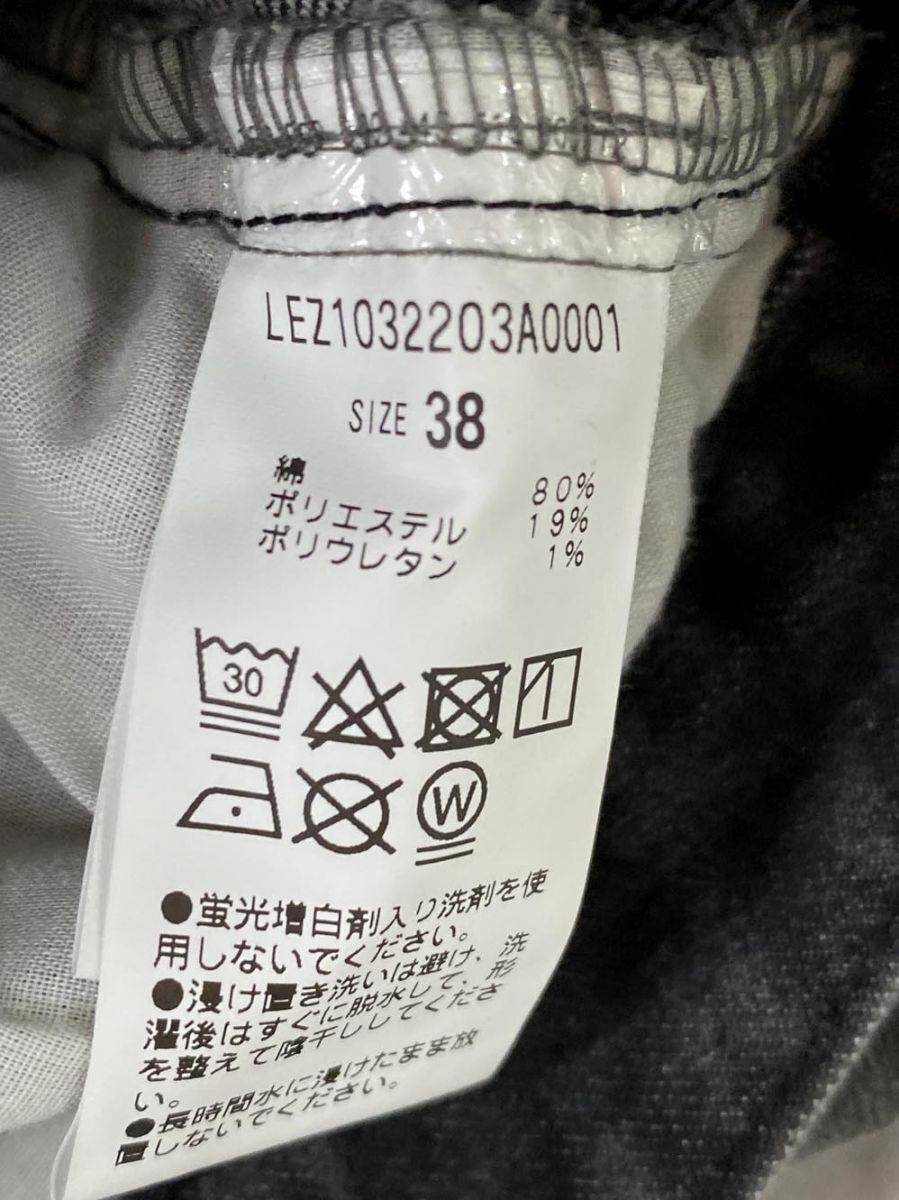 LEZ1032203A0001
SIZE 38
綿 80%
ポリエステル 19%
ポリウレタン 1%
30
W
●蛍光増白剤入り洗剤を使
用しないでください。
●浸け置き洗いは避け、洗
濯後はすぐに脱水して、形
を整えて陰干ししてくださ
い。
●長時間水に浸けたまま放
置しないでください。